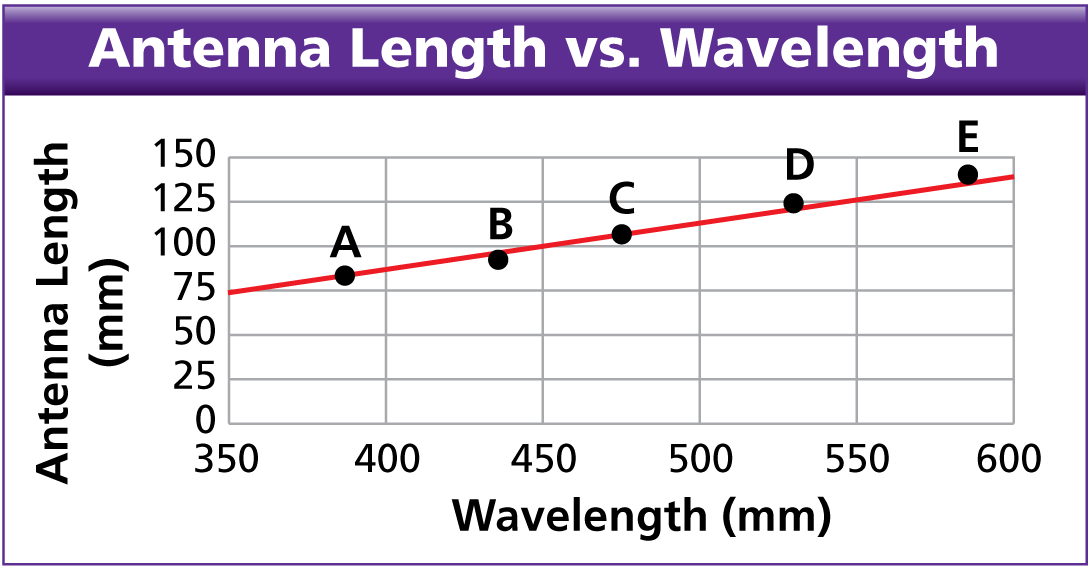 Antenna Length vs. Wavelength
Antenna Length
(mm)
150
125
100
75
50
25
0
A
B
C
D
E
350 400 450 500 550 600
Wavelength (mm)